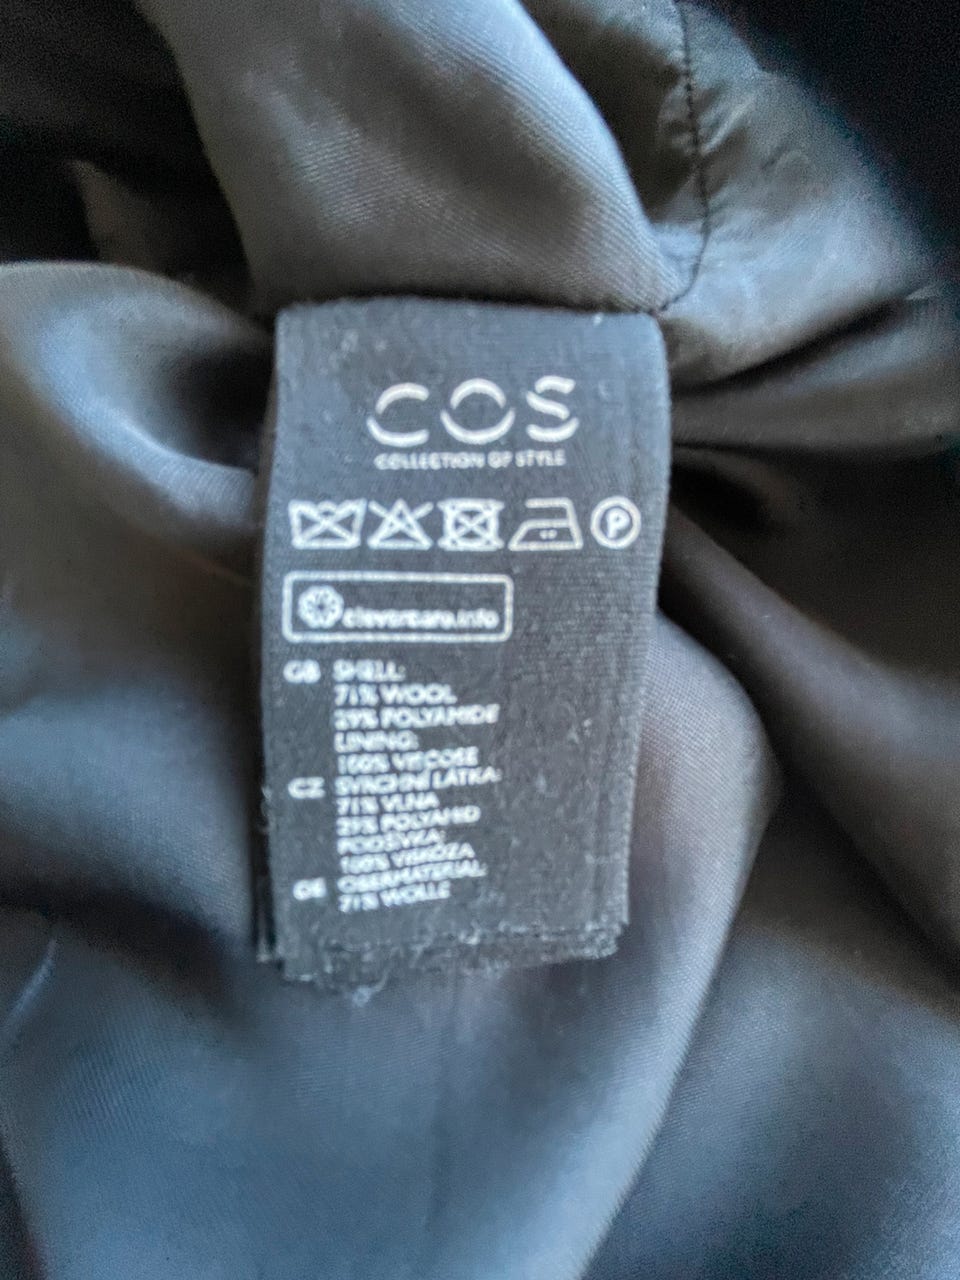 COS
COLLECTION OF STYLE
P
clevercare.info
GB SHELL:
71% WOOL
29% POLYAMIDE
LINING:
100% VISCOSE
CZ SVRCHNÍ LÁTKA:
71% VLNA
29% POLYAMID
PODŠÍVKA:
100% VISKÓZA
DE OBERMATERIAL:
71% WOLLE